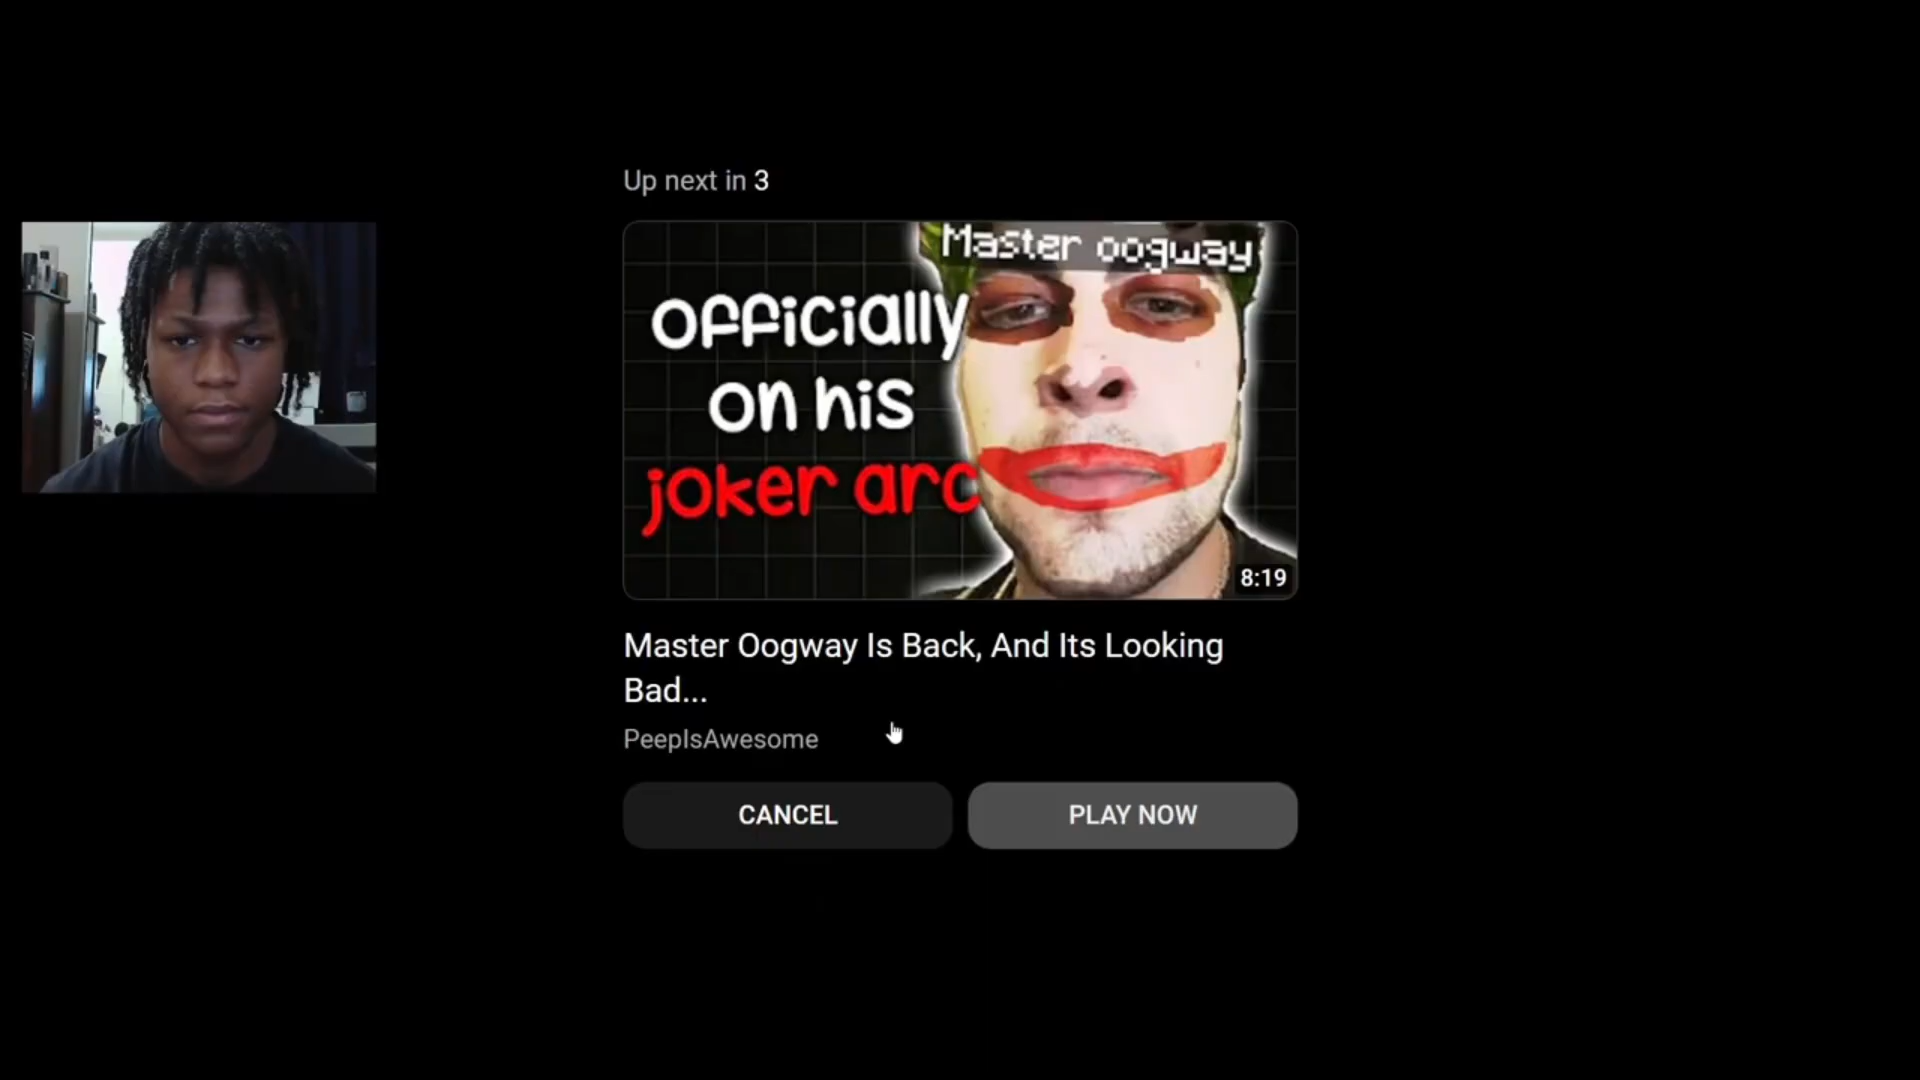 Up next in 3
Master oogway
officially
on his
joker arc
8:19
Master Oogway Is Back, And Its Looking
Bad...
PeepIsAwesome
CANCEL
PLAY NOW